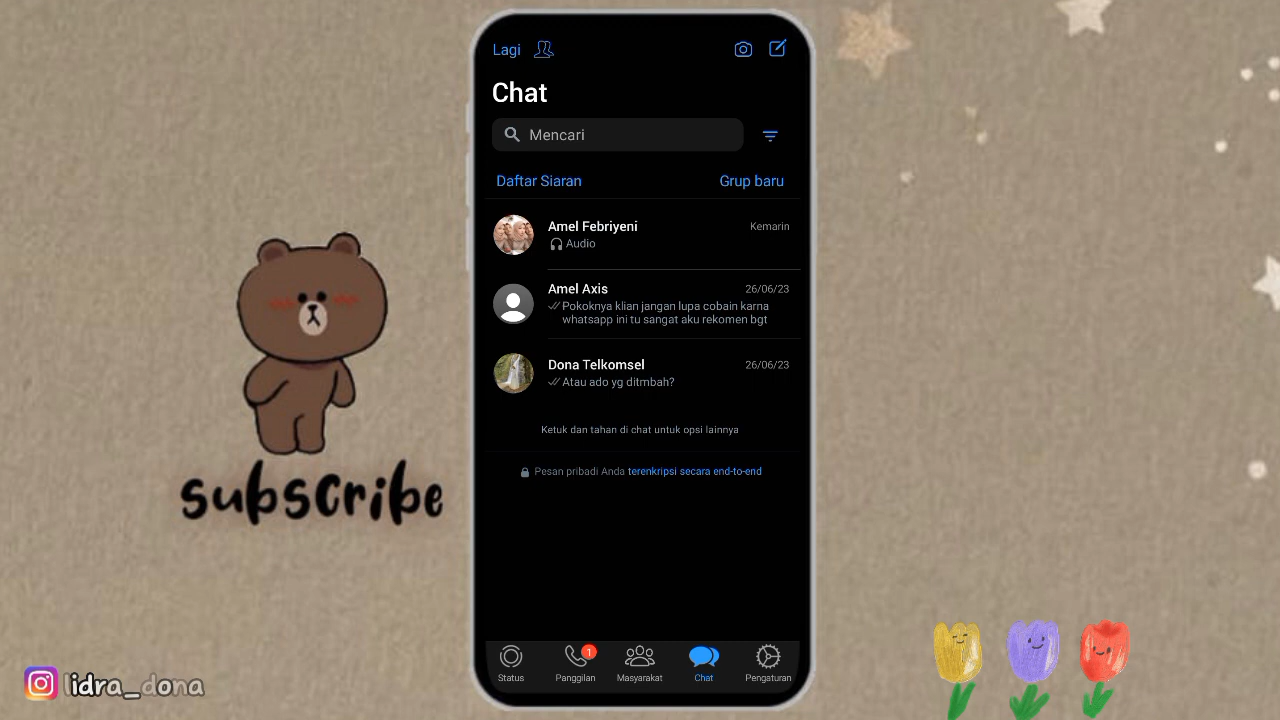 Lagi
Chat
Mencari
Daftar Siaran
Grup baru
Amel Febriyeni
Kemarin
Audio
Amel Axis
26/06/23
Pokoknya klian jangan lupa cobain karna
whatsapp ini tu sangat aku rekomen bgt
Dona Telkomsel
26/06/23
Atau ado yg ditmbah?
Ketuk dan tahan di chat untuk opsi lainnya
Pesan pribadi Anda terenkripsi secara end-to-end
1
Status
Panggilan
Masyarakat
Chat
Pengaturan
subscribe
lidra_dona